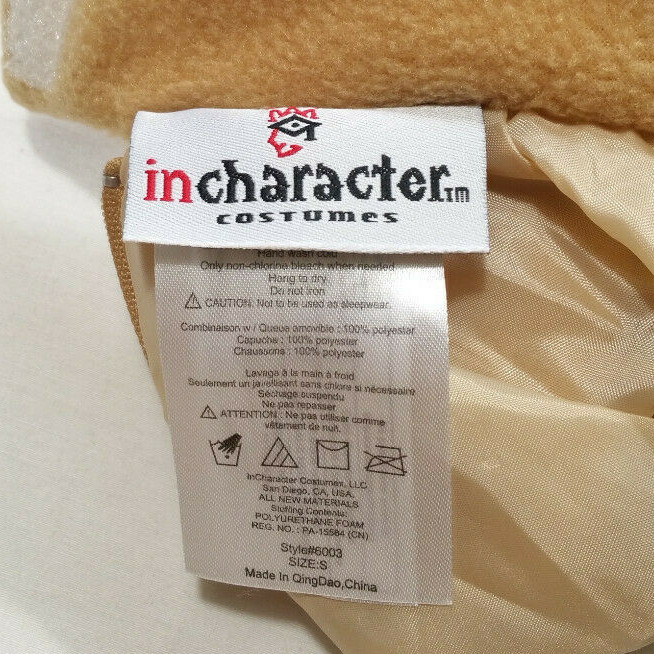 incharacter TM
COSTUMES
Hand wash cold
Only non-chlorine bleach when needed
Hang to dry
Do not iron
CAUTION: Not to be used as sleepwear.
Combinaison w / Queue amovible : 100% polyester
Capuche : 100% polyester
Chaussons : 100% polyester
Lavaga à la main à froid
Seulement un javellisant sans chlore si nécessaire
Séchage suspendu
Ne pas repasser
ATTENTION : Ne pas utiliser comme
vêtement de nuit.
InCharacter Costumes, LLC
San Diego, CA, USA,
ALL NEW MATERIALS
Stuffing Contents:
POLYURETHANE FOAM
REG. NO. : PA-15584 (CN)
Style#6003
SIZE:S
Made In QingDao,China